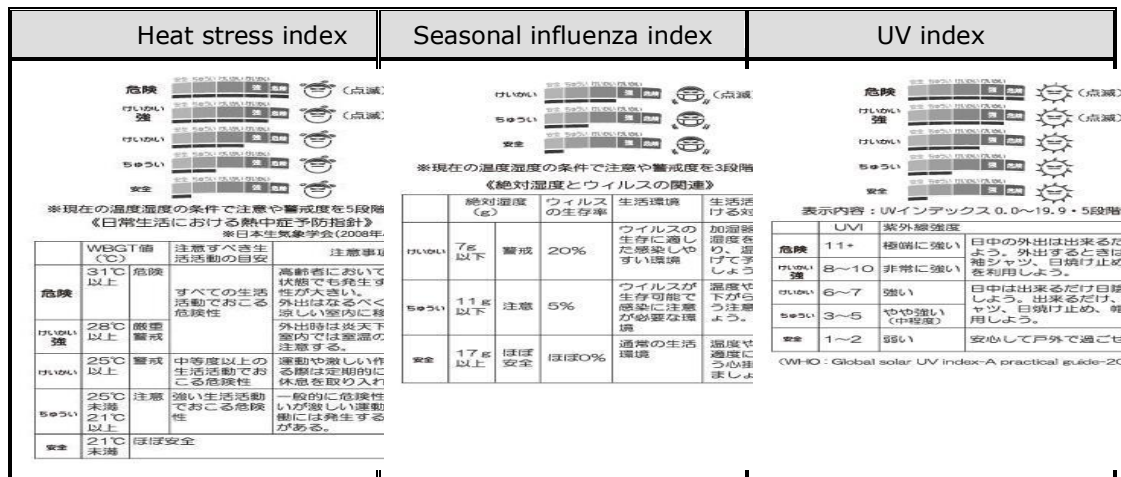 Heat stress index
Seasonal influenza index
UV index
危険
(点滅)
けいかい
強
(点滅)
けいかい
ちゅうい
安全
※現在の温度湿度の条件で注意や警戒度を5段階
《日常生活における熱中症予防指針》
※日本生気象学会(2008年
WBGT値
(℃)
注意すべき生
活活動の目安
注意事項
危険
31℃
以上
危険
すべての生活
活動でおこる
危険性
高齢者において
状態でも発生す
性が大きい。
外出はなるべく
涼しい室内に移
けいかい
強
28℃
以上
厳重
警戒
外出時は炎天下
室内では室温の
注意する。
けいかい
25℃
以上
警戒
中等度以上の
生活活動でお
こる危険性
運動や激しい作
る際は定期的に
休息を取り入れ
ちゅうい
25℃
未満
21℃
以上
注意
強い生活活動
でおこる危険
性
一般的に危険性
いが激しい運動
働には発生する
がある。
安全
21℃
未満
ほぼ安全
けいかい
(点滅
ちゅうい
安全
※現在の温度湿度の条件で注意や警戒度を3段階
《絶対湿度とウィルスの関連》
絶対湿度
(g)
ウィルス
の生存率
生活環境
生活活
ける対
けいかい
7g
以下
警戒
20%
ウィルスの
生存に適し
た感染しや
すい環境
加湿器
湿度を
り、湿
げて予
しょう
ちゅうい
11g
以下
注意
5%
ウィルスが
生存可能で
感染に注意
が必要な環
境
温度や
下がら
う注意
ょう。
安全
17g
以上
ほぼ
安全
ほぼ0%
通常の生活
環境
温度や
適度に
う心掛
ましょ
危険
(点滅)
けいかい
強
(点滅)
けいかい
ちゅうい
安全
表示内容:UVインデックス 0.0~19.9・5段階
UVI
紫外線強度
危険
11+
極端に強い
日中の外出は出来るだ
よう。外出するときは
袖シャツ、日焼け止め
を利用しよう。
けいかい
強
8~10
非常に強い
けいかい
6~7
強い
日中は出来るだけ日陰
しよう。出来るだけ、
ャツ、日焼け止め、帽
用しよう。
ちゅうい
3~5
やや強い
(中程度)
安全
1~2
弱い
安心して戸外で過ごせ
(WHO:Global solar UV index-A practical guide-20